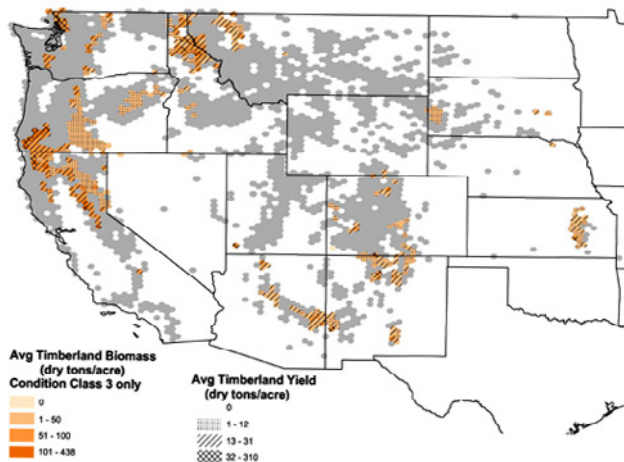 Avg Timberland Biomass
(dry tons/acre)
Condition Class 3 only
0
1 - 50
51 - 100
101 - 438
Avg Timberland Yield
(dry tons/acre)
0
1 - 12
13 - 31
32 - 310